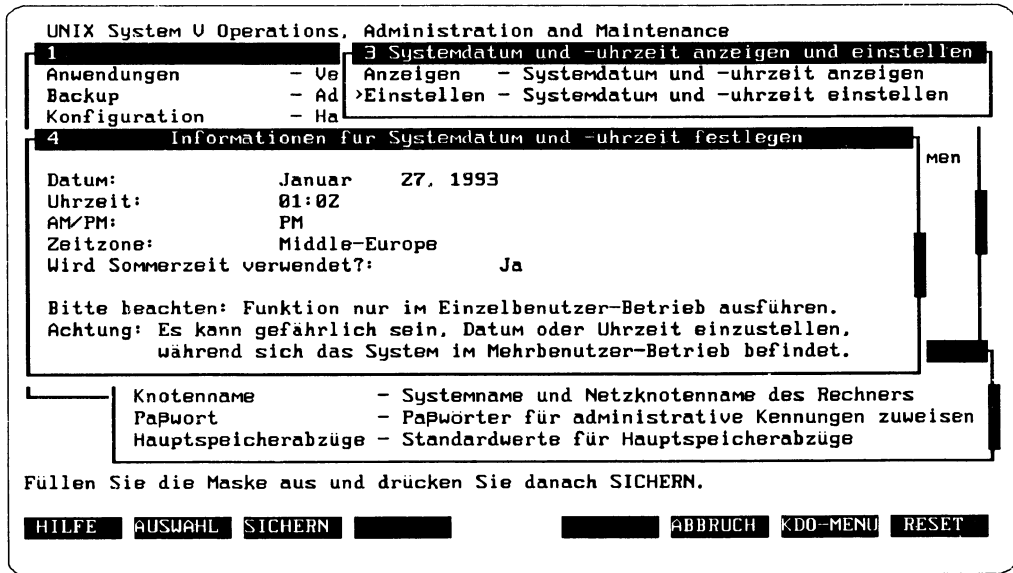 UNIX System V Operations, Administration and Maintenance
1
3 Systemdatum und -uhrzeit anzeigen und einstellen
Anwendungen - Ve
Anzeigen - Systemdatum und -uhrzeit anzeigen
Backup - Ad
>Einstellen - Systemdatum und -uhrzeit einstellen
Konfiguration - Ha
4 Informationen fur Systemdatum und -uhrzeit festlegen
men
Datum: Januar 27, 1993
Uhrzeit: 01:02
AM/PM: PM
Zeitzone: Middle-Europe
Wird Sommerzeit verwendet?: Ja
Bitte beachten: Funktion nur im Einzelbenutzer-Betrieb ausführen.
Achtung: Es kann gefährlich sein, Datum oder Uhrzeit einzustellen,
während sich das System im Mehrbenutzer-Betrieb befindet.
Knotenname - Systemname und Netzknotenname des Rechners
Paßwort - Paßwörter für administrative Kennungen zuweisen
Hauptspeicherabzüge - Standardwerte für Hauptspeicherabzüge
Füllen Sie die Maske aus und drücken Sie danach SICHERN.
HILFE AUSWAHL SICHERN ABBRUCH KDO-MENU RESET